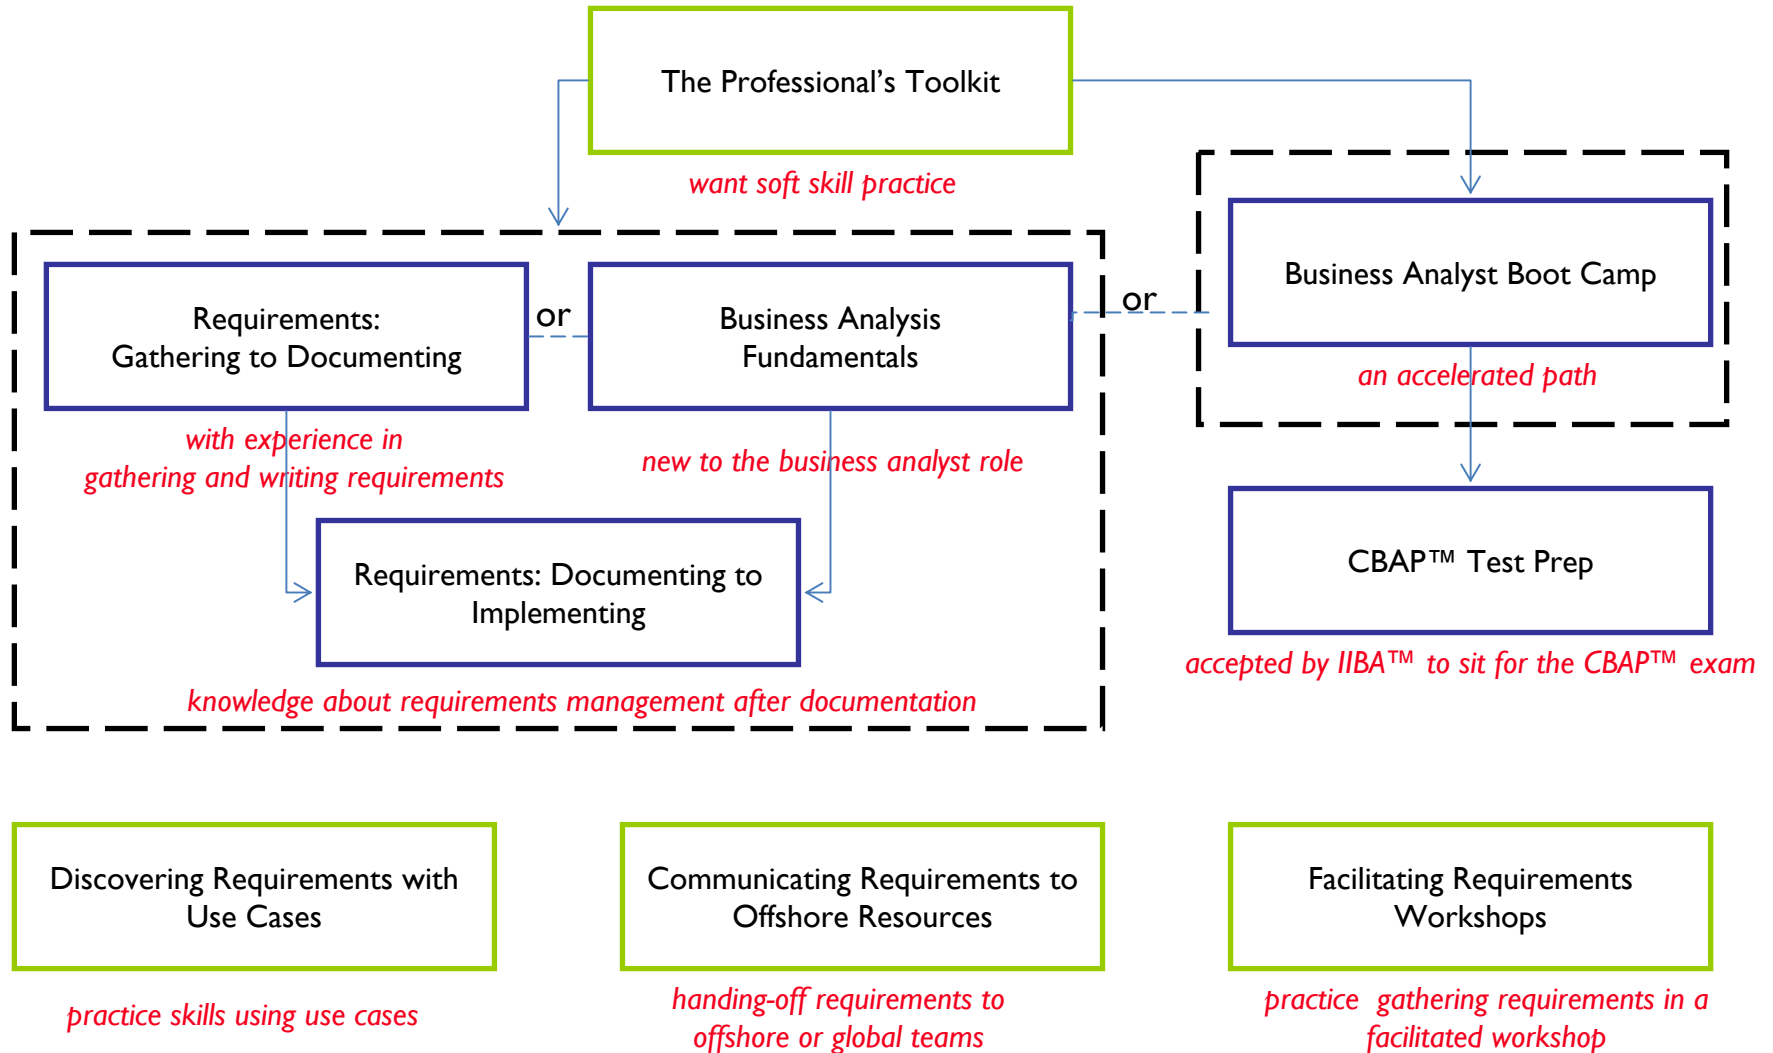 The Professional’s Toolkit
want soft skill practice
Requirements:
Gathering to Documenting
or
Business Analysis
Fundamentals
or
Business Analyst Boot Camp
an accelerated path
with experience in
gathering and writing requirements
new to the business analyst role
Requirements: Documenting to
Implementing
knowledge about requirements management after documentation
CBAP™ Test Prep
accepted by IIBA™ to sit for the CBAP™ exam
Discovering Requirements with
Use Cases
practice skills using use cases
Communicating Requirements to
Offshore Resources
handing-off requirements to
offshore or global teams
Facilitating Requirements
Workshops
practice gathering requirements in a
facilitated workshop